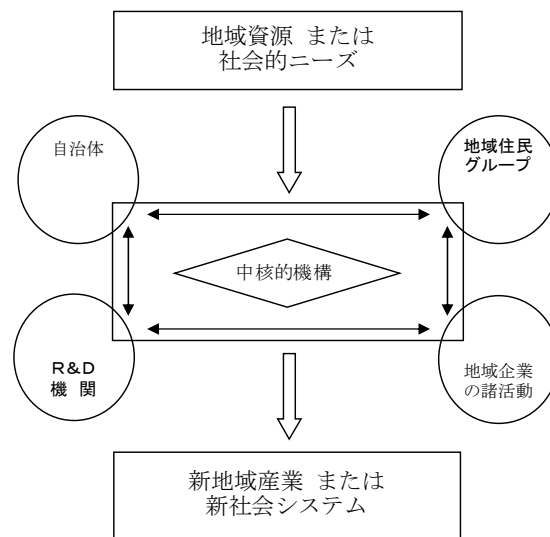 地域資源 または
社会的ニーズ
自治体
地域住民
グループ
中核的機構
R&D
機 関
地域企業
の諸活動
新地域産業 または
新社会システム